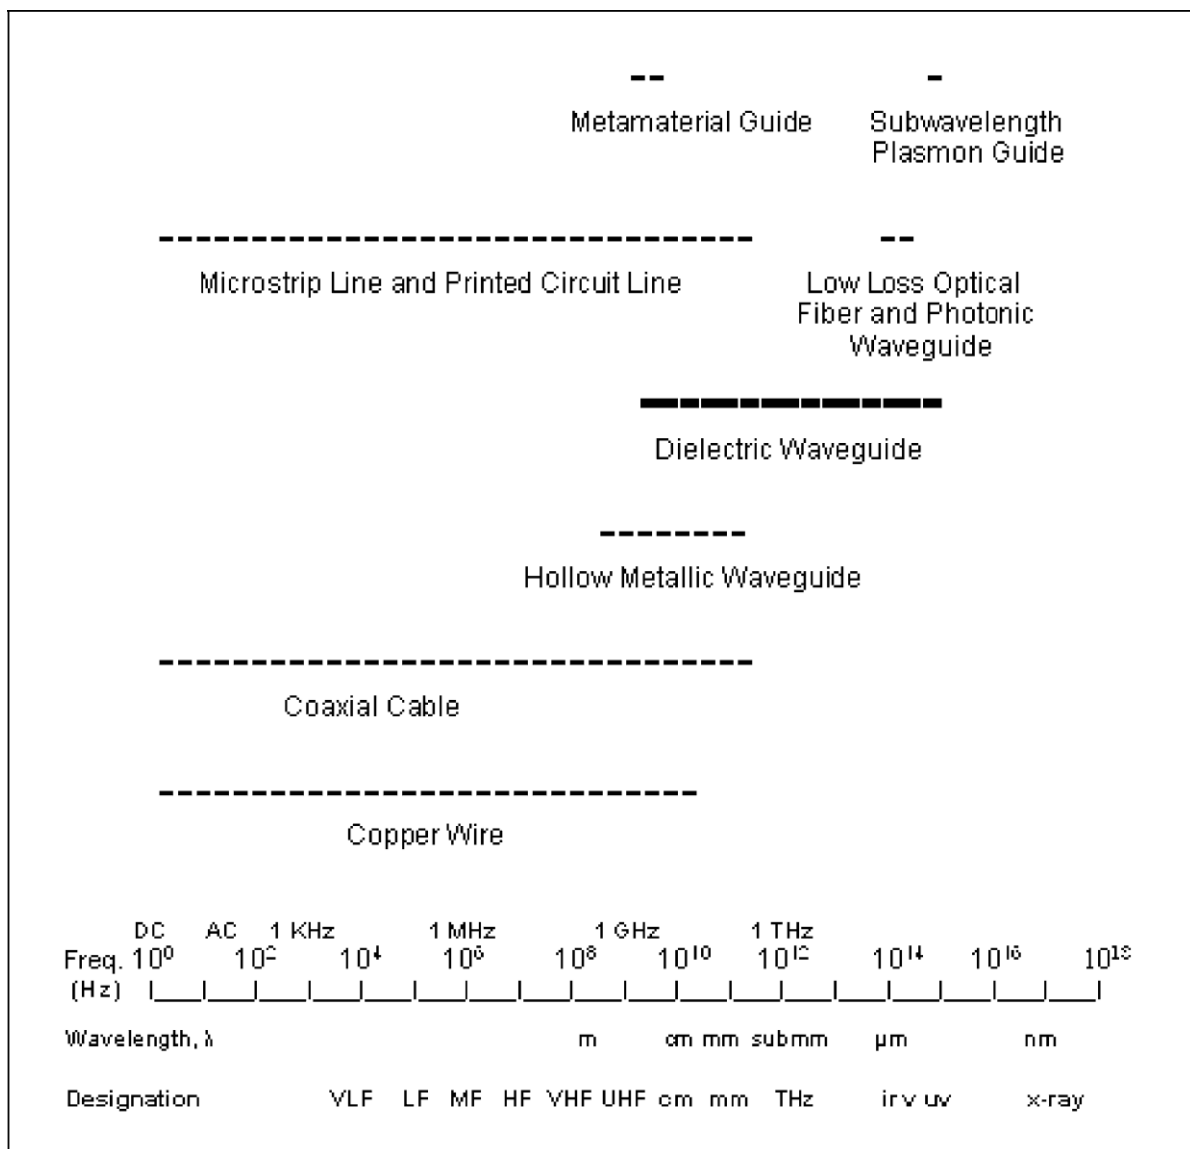 Metamaterial Guide
Subwavelength
Plasmon Guide
Microstrip Line and Printed Circuit Line
Low Loss Optical
Fiber and Photonic
Waveguide
Dielectric Waveguide
Hollow Metallic Waveguide
Coaxial Cable
Copper Wire
DC AC 1 KHz 1 MHz 1 GHz 1 THz
Freq. 10⁰ 10² 10⁴ 10⁶ 10⁸ 10¹⁰ 10¹² 10¹⁴ 10¹⁶ 10¹⁸
(Hz)
Wavelength, λ m cm mm submm µm nm
Designation VLF LF MF HF VHF UHF cm mm THz ir v uv x-ray